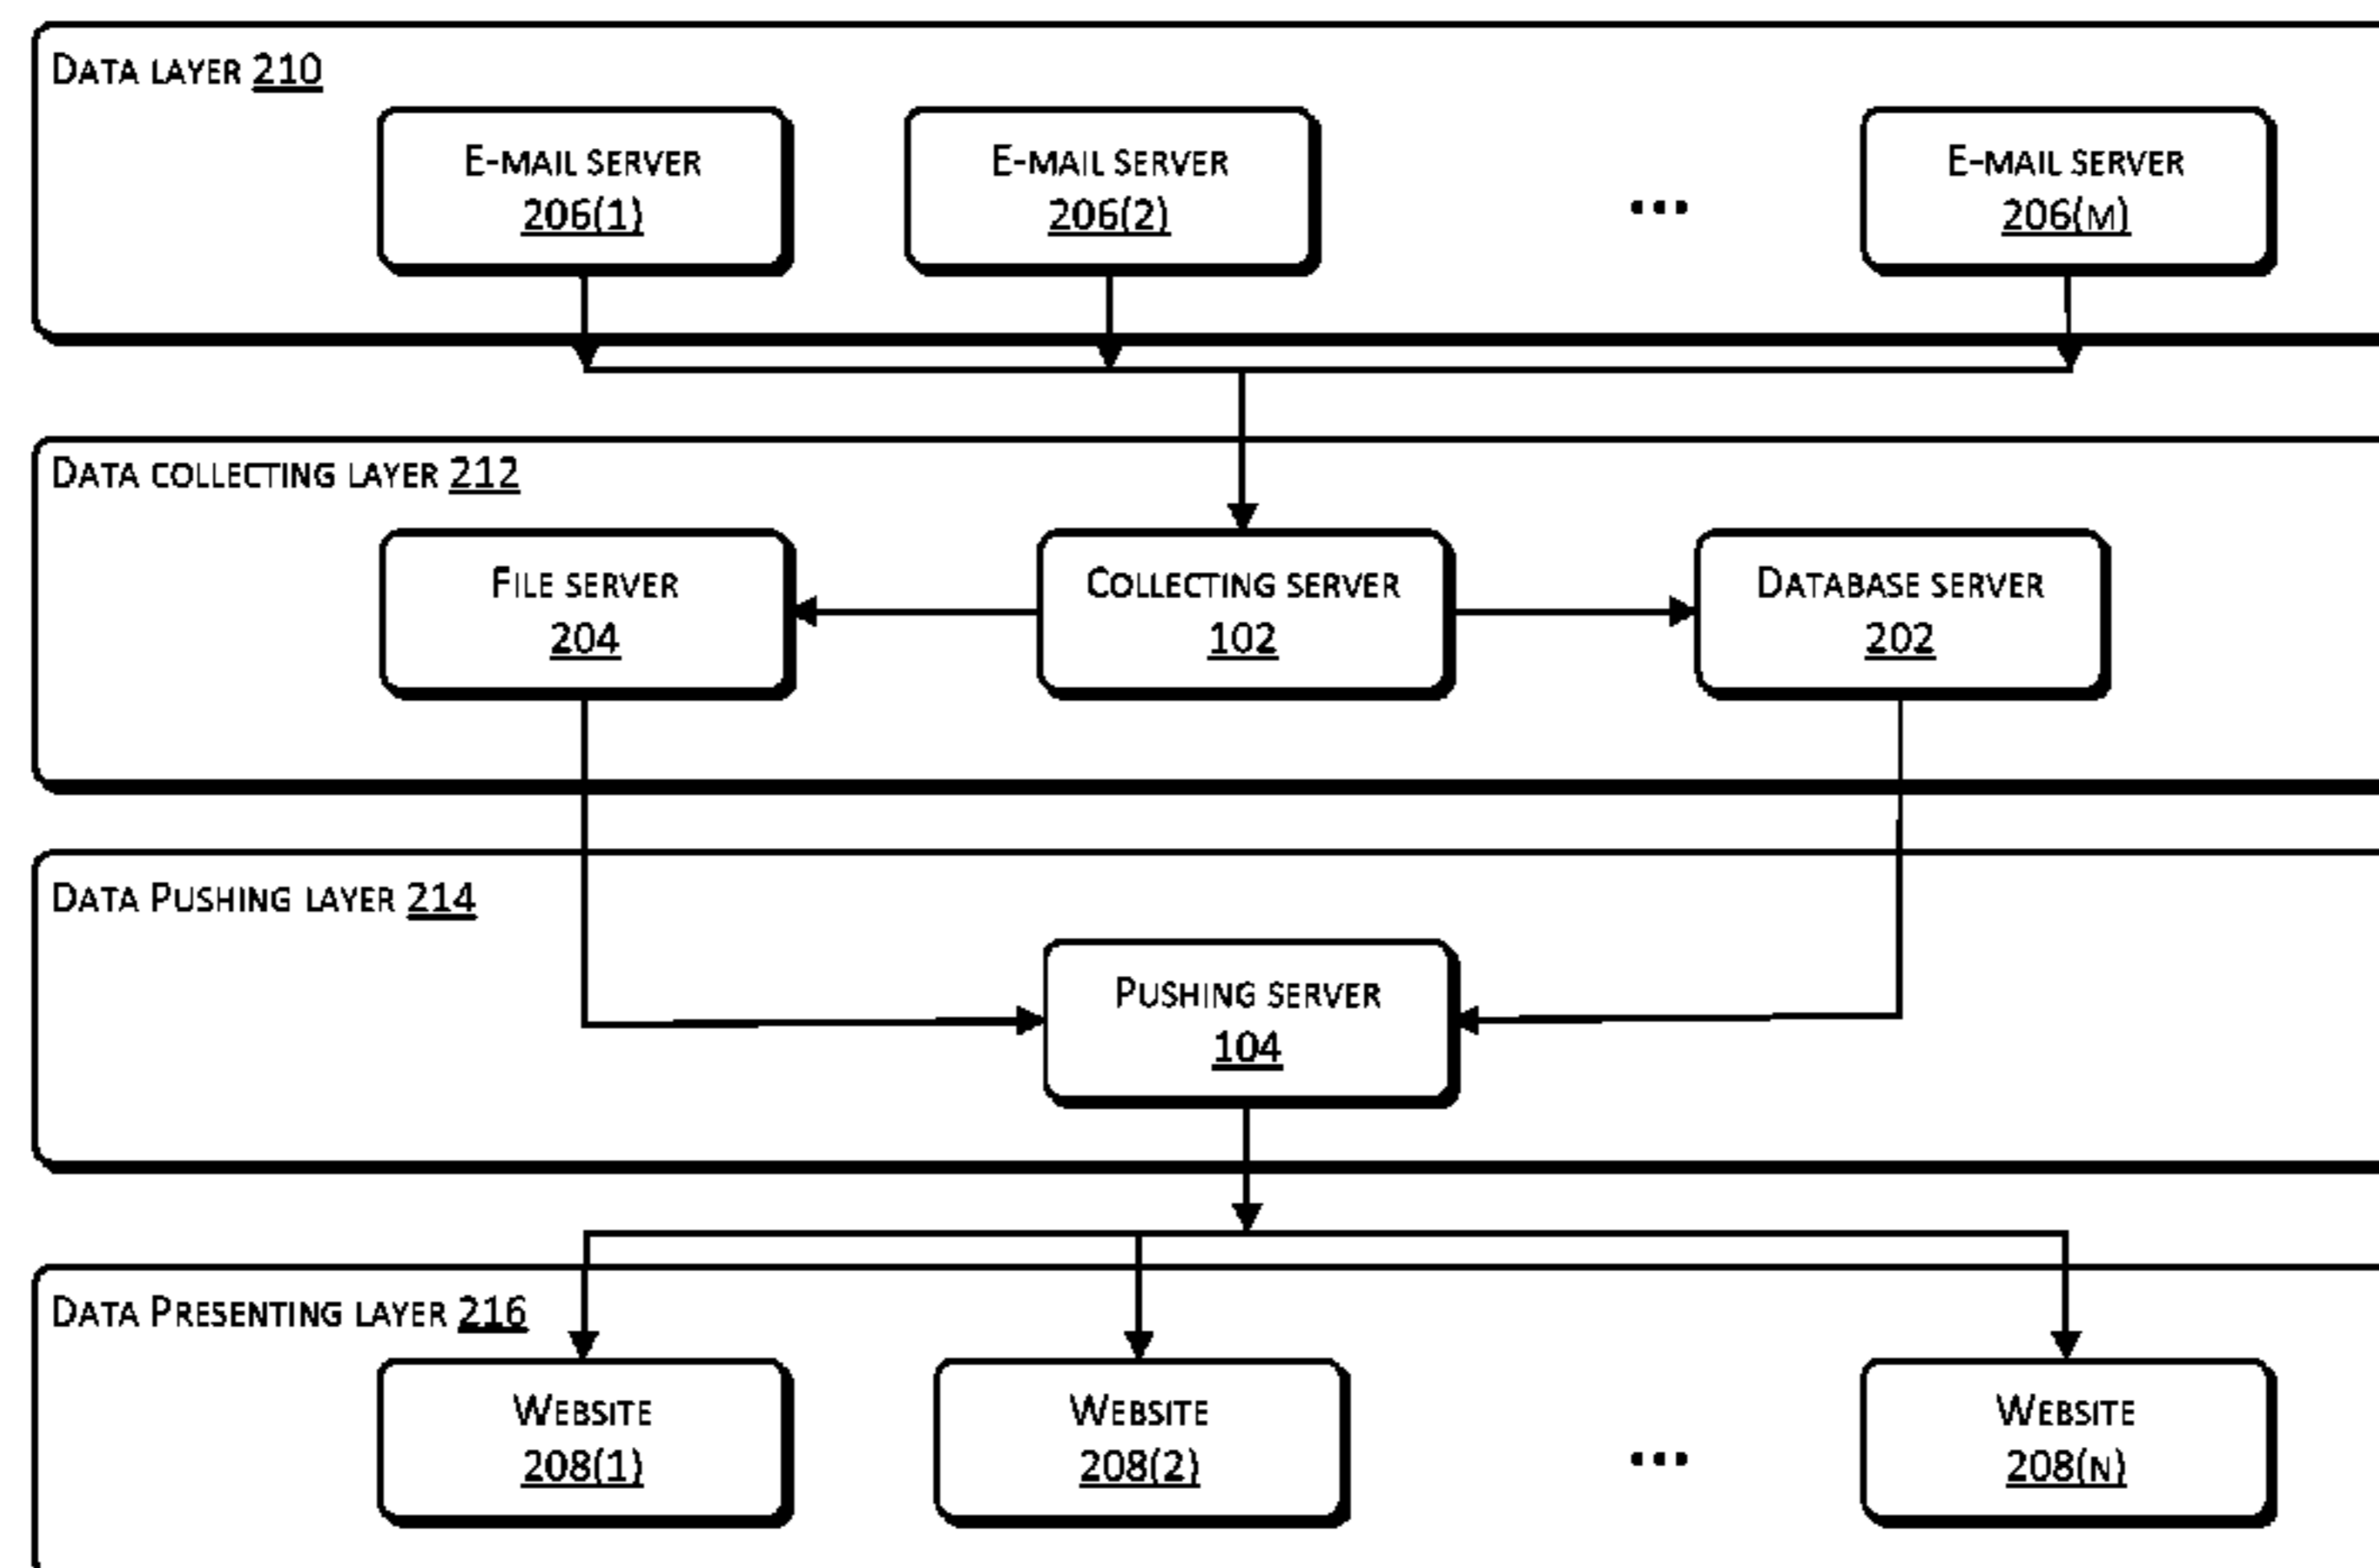 DATA LAYER 210
E-MAIL SERVER
206(1)
E-MAIL SERVER
206(2)
...
E-MAIL SERVER
206(M)
DATA COLLECTING LAYER 212
FILE SERVER
204
COLLECTING SERVER
102
DATABASE SERVER
202
DATA PUSHING LAYER 214
PUSHING SERVER
104
DATA PRESENTING LAYER 216
WEBSITE
208(1)
WEBSITE
208(2)
...
WEBSITE
208(N)